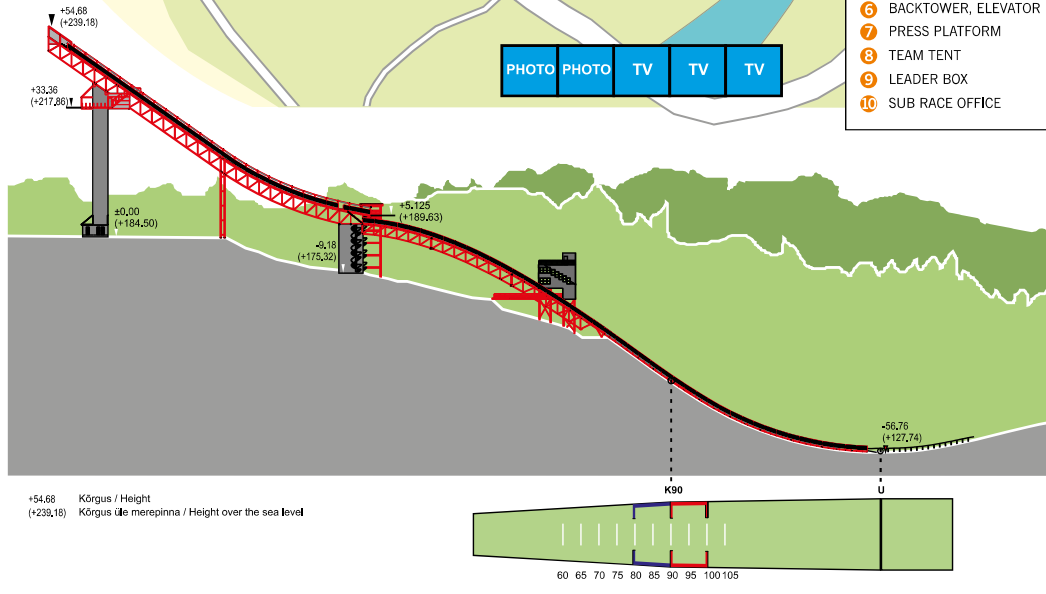 +54,68
(+239.18)
6 BACKTOWER, ELEVATOR
7 PRESS PLATFORM
8 TEAM TENT
9 LEADER BOX
10 SUB RACE OFFICE
PHOTO PHOTO TV TV TV
+33,36
(+217,86)
±0.00
(+184.50)
+5.125
(+189.63)
-9.18
(+175.32)
-56.76
(+127.74)
K90 U
+54.68 Kõrgus / Height
(+239.18) Kõrgus üle merepinna / Height over the sea level
60 65 70 75 80 85 90 95 100 105